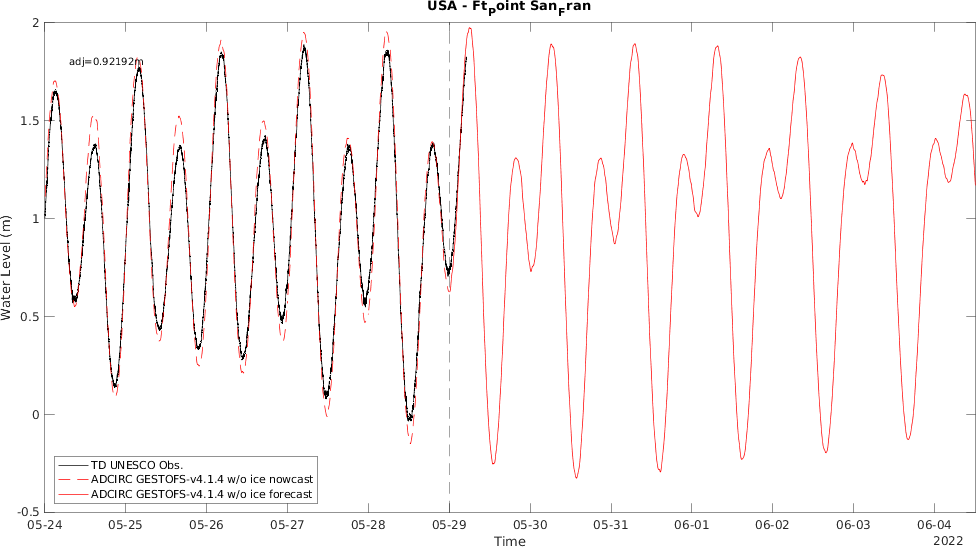 USA - FtPoint SanFran
2
adj=0.92192m
1.5
1
0.5
0
-0.5
Water Level (m)
TD UNESCO Obs.
ADCIRC GESTOFS-v4.1.4 w/o ice nowcast
ADCIRC GESTOFS-v4.1.4 w/o ice forecast
05-24 05-25 05-26 05-27 05-28 05-29 05-30 05-31 06-01 06-02 06-03 06-04
Time 2022